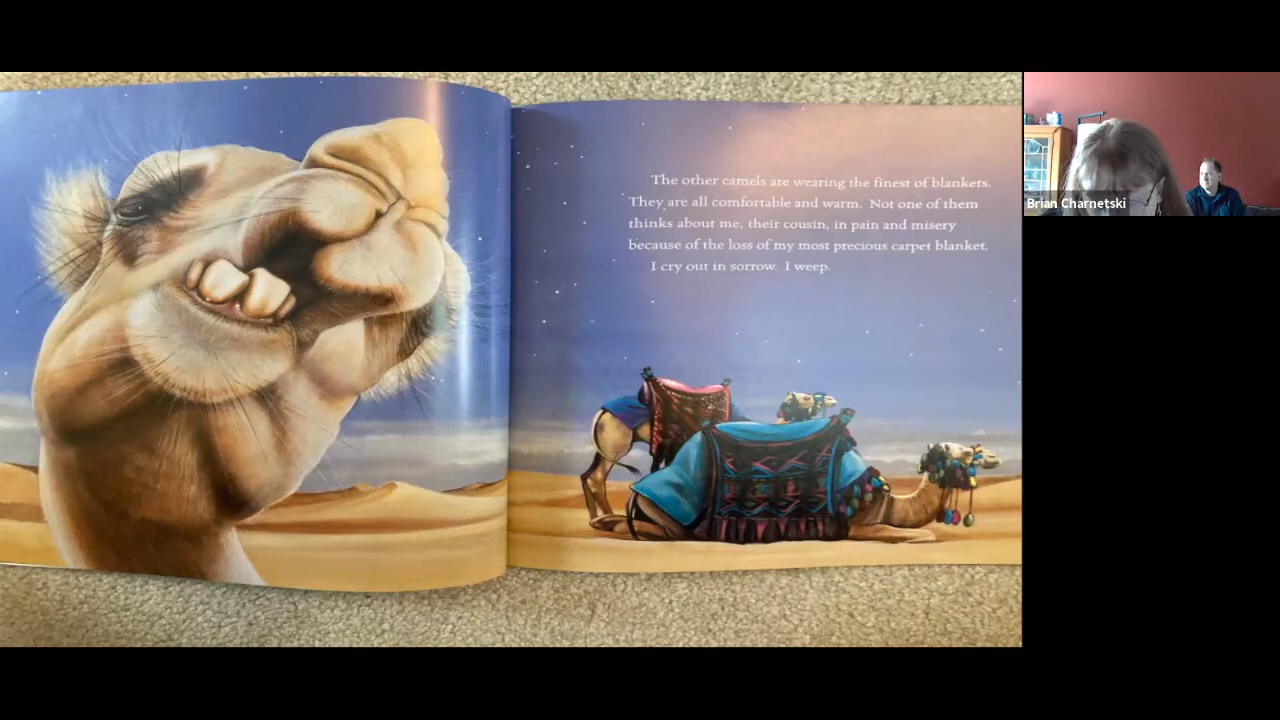 The other camels are wearing the finest of blankets.
They are all comfortable and warm. Not one of them
thinks about me, their cousin, in pain and misery
because of the loss of my most precious carpet blanket.
I cry out in sorrow. I weep.
Brian Charnetski